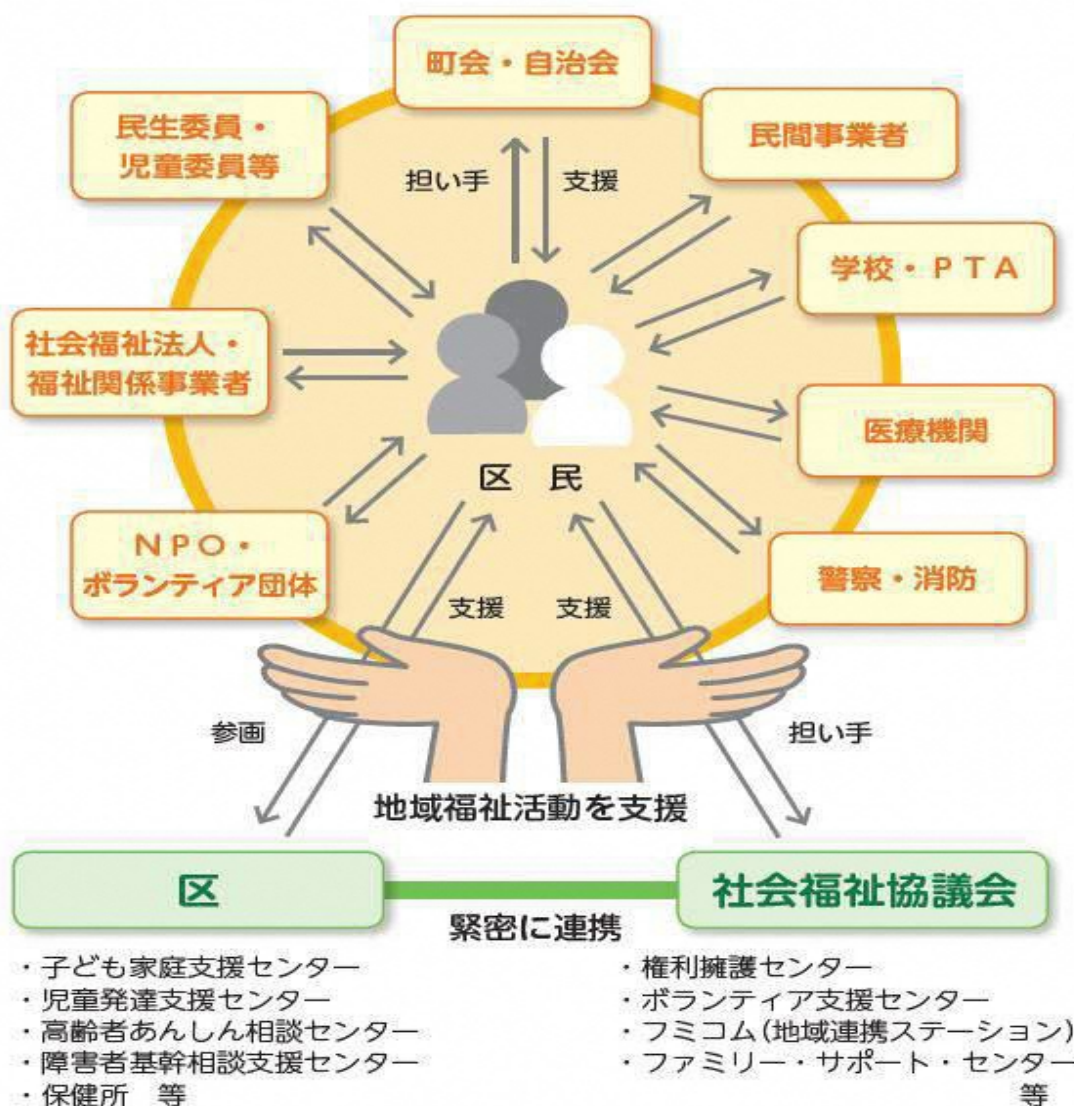 町会・自治会
民生委員・
児童委員等
民間事業者
担い手
支援
学校・ＰＴＡ
社会福祉法人・
福祉関係事業者
医療機関
区 民
ＮＰＯ・
ボランティア団体
警察・消防
支援
支援
参画
担い手
地域福祉活動を支援
区
社会福祉協議会
緊密に連携
・子ども家庭支援センター
・児童発達支援センター
・高齢者あんしん相談センター
・障害者基幹相談支援センター
・保健所　等
・権利擁護センター
・ボランティア支援センター
・フミコム(地域連携ステーション)
・ファミリー・サポート・センター
等